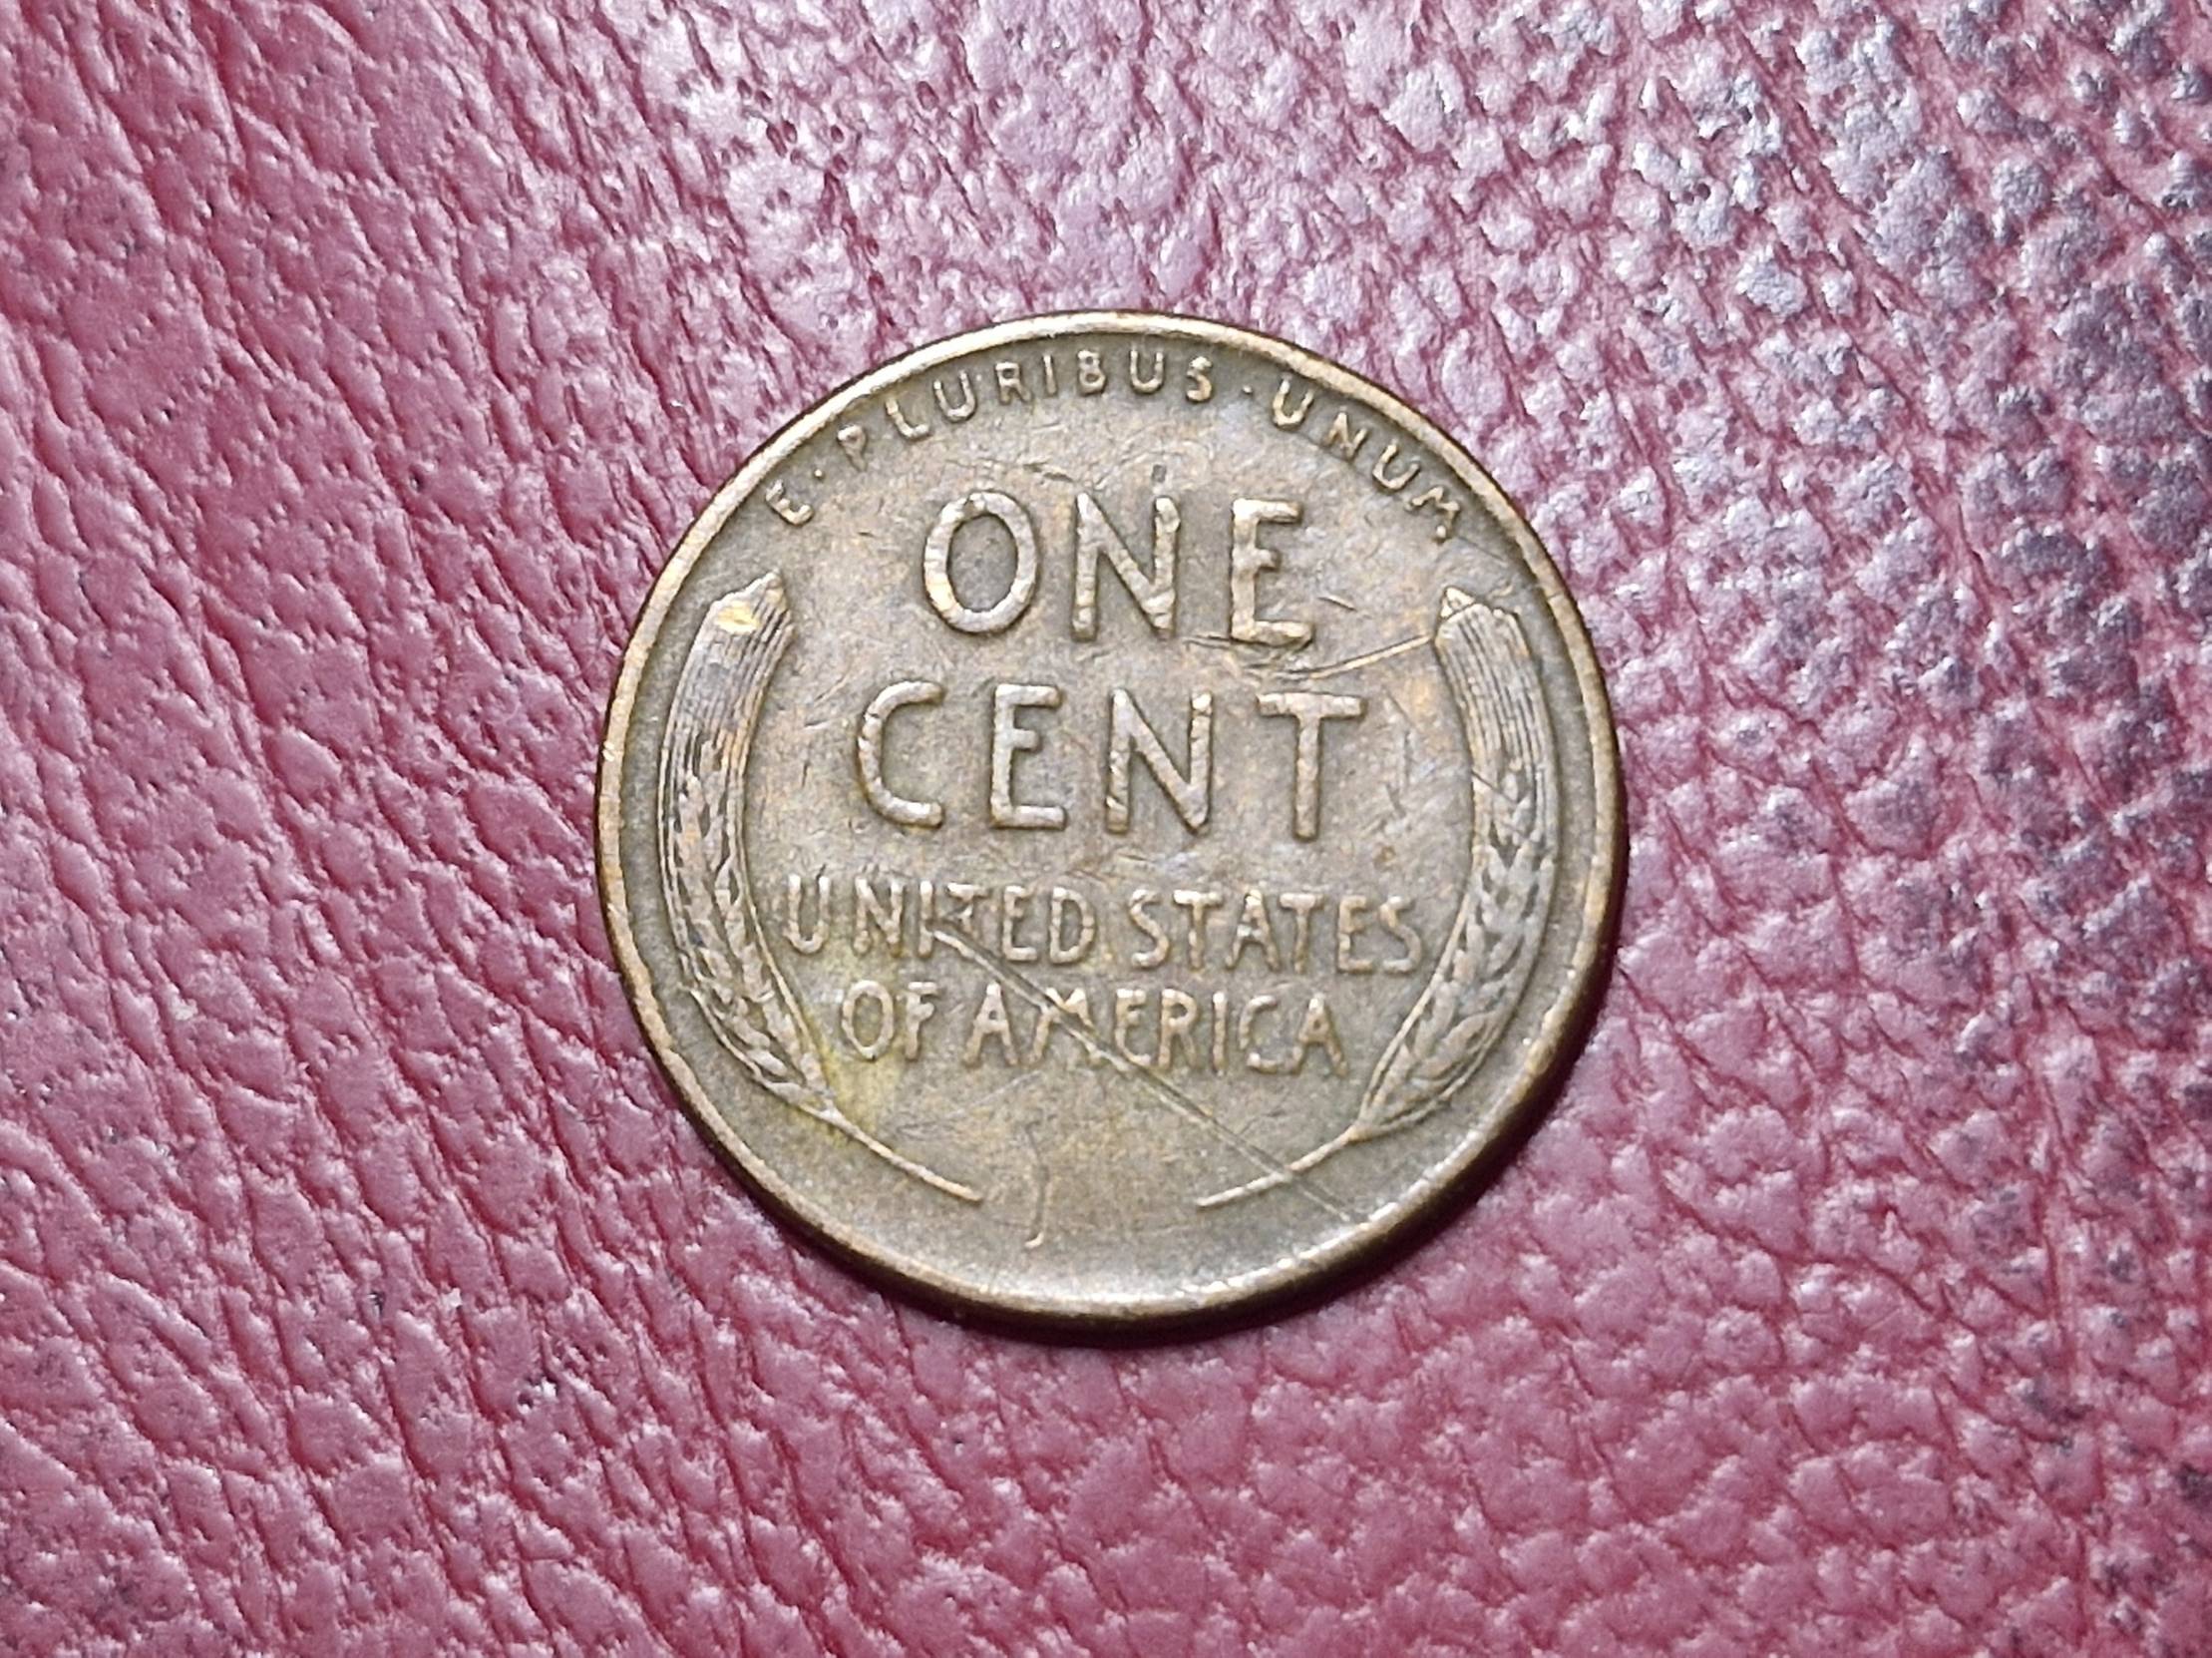 E·PLURIBUS·UNUM
ONE
CENT
UNITED STATES
OF AMERICA